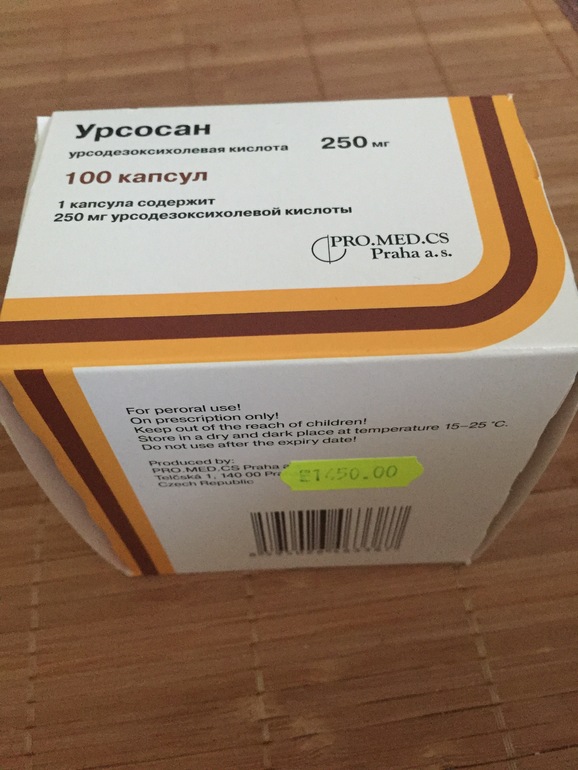 Урсосан
урсодезоксихолевая кислота 250 мг
100 капсул
1 капсула содержит
250 мг урсодезоксихолевой кислоты
PRO.MED.CS
Praha a.s.
For peroral use!
On prescription only!
Keep out of the reach of children!
Store in a dry and dark place at temperature 15–25 °C.
Do not use after the expiry date!
Produced by:
PRO.MED.CS Praha
Telčská 1, 140 00
Czech Republic